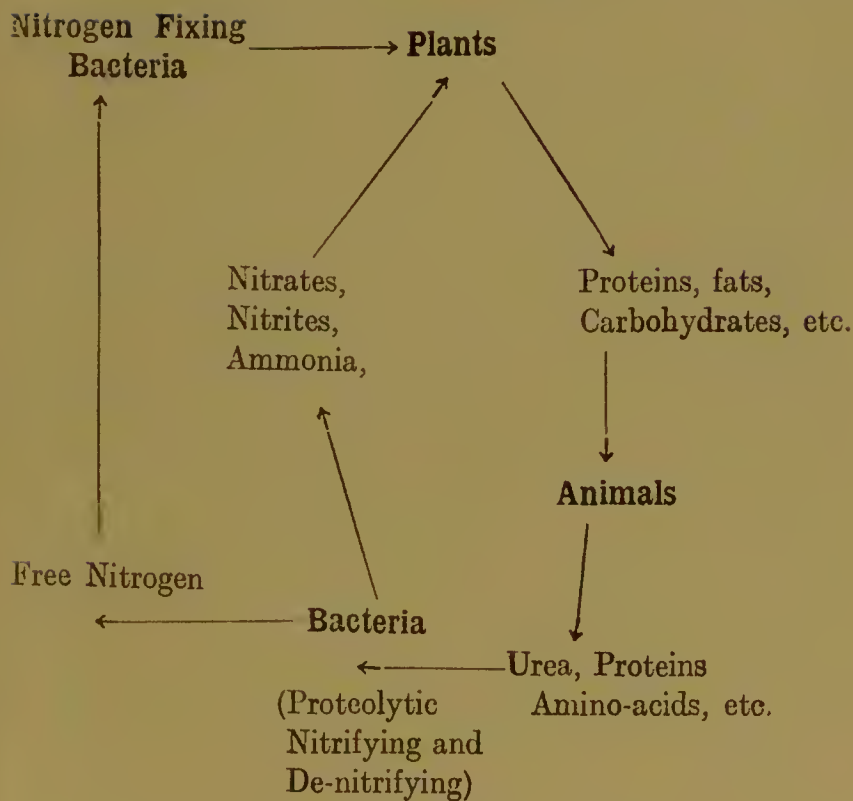 Nitrogen Fixing
Bacteria
Plants
Nitrates,
Nitrites,
Ammonia,
Proteins, fats,
Carbohydrates, etc.
Animals
Free Nitrogen
Bacteria
(Proteolytic
Nitrifying and
De-nitrifying)
Urea, Proteins
Amino-acids, etc.